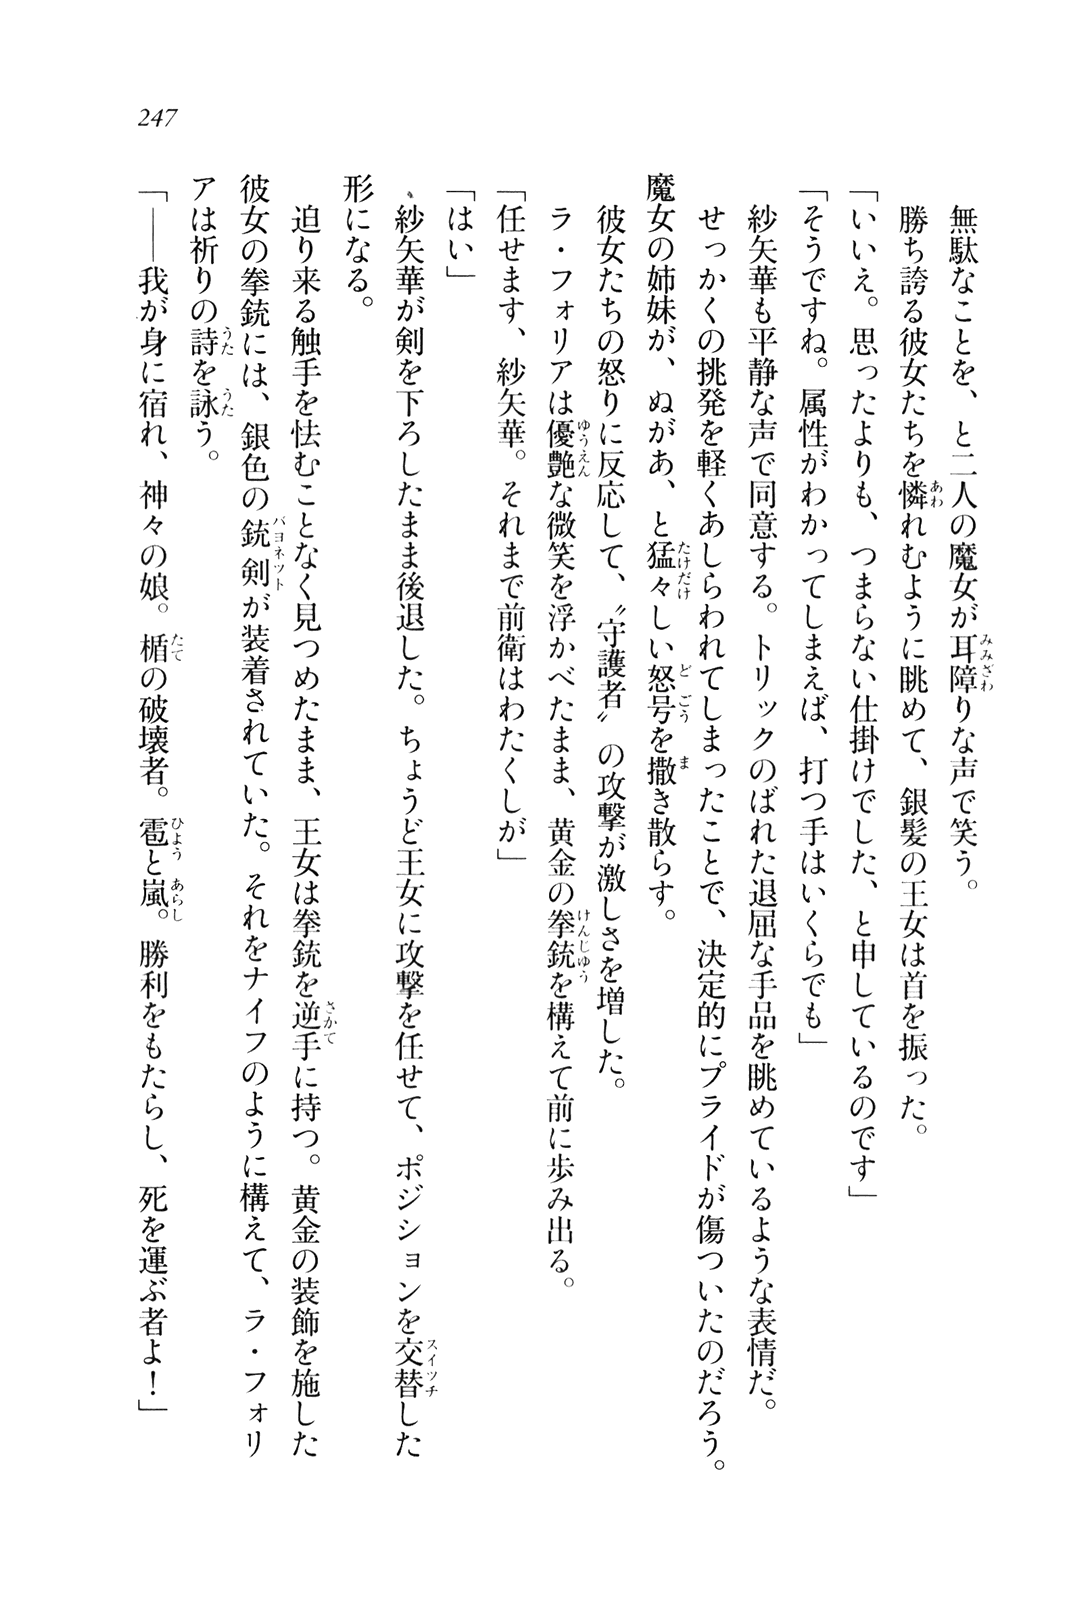 247
無駄なことを、と二人の魔女が耳障りな声で笑う。
勝ち誇る彼女たちを憐れむように眺めて、銀髪の王女は首を振った。
「いいえ。思ったよりも、つまらない仕掛けでした、と申しているのです」
「そうですね。属性がわかってしまえば、打つ手はいくらでも」
紗矢華も平静な声で同意する。トリックのばれた退屈な手品を眺めているような表情だ。
せっかくの挑発を軽くあしらわれてしまったことで、決定的にプライドが傷ついたのだろう。
魔女の姉妹が、ぬがあ、と猛々しい怒号を撒き散らす。
彼女たちの怒りに反応して、〝守護者〟の攻撃が激しさを増した。
ラ・フォリアは優艶な微笑を浮かべたまま、黄金の拳銃を構えて前に歩み出る。
「任せます、紗矢華。それまで前衛はわたくしが」
「はい」
紗矢華が剣を下ろしたまま後退した。ちょうど王女に攻撃を任せて、ポジションを交替した
形になる。
迫り来る触手を怯むことなく見つめたまま、王女は拳銃を逆手に持つ。黄金の装飾を施した
彼女の拳銃には、銀色の銃剣が装着されていた。それをナイフのように構えて、ラ・フォリ
アは祈りの詩を詠う。
「――我が身に宿れ、神々の娘。楯の破壊者。雹と嵐。勝利をもたらし、死を運ぶ者よ！」